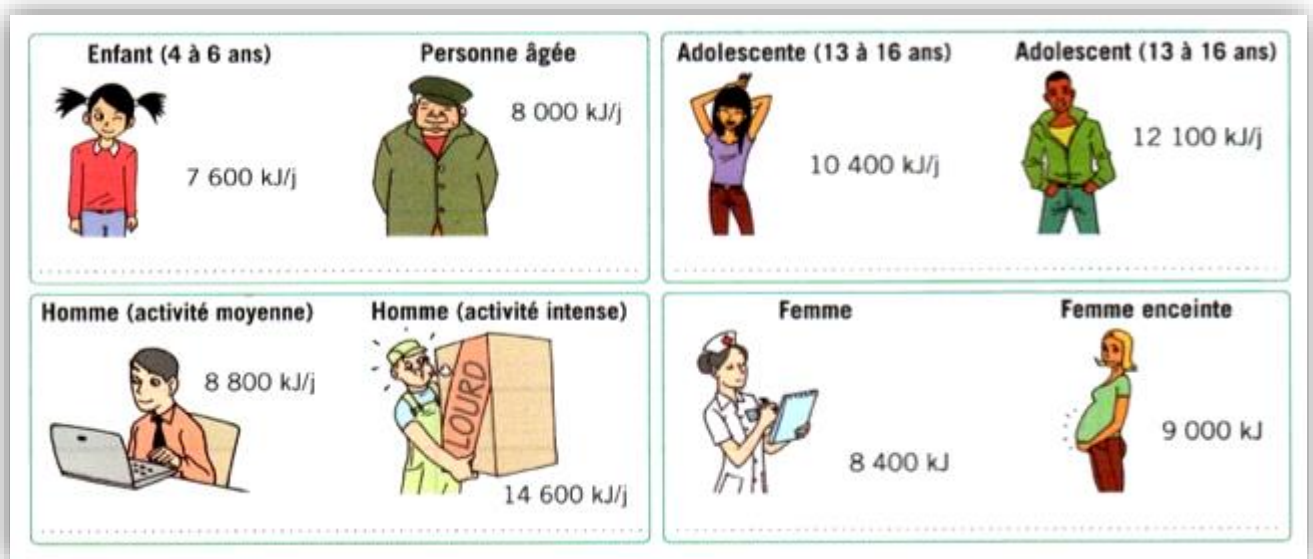 Enfant (4 à 6 ans)
7 600 kJ/j
Personne âgée
8 000 kJ/j
Adolescente (13 à 16 ans)
10 400 kJ/j
Adolescent (13 à 16 ans)
12 100 kJ/j
Homme (activité moyenne)
8 800 kJ/j
Homme (activité intense)
LOURD
14 600 kJ/j
Femme
8 400 kJ
Femme enceinte
9 000 kJ